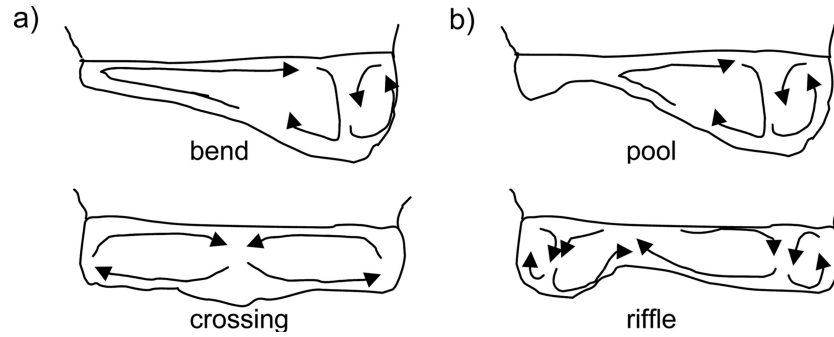 a)
b)
bend
pool
crossing
riffle